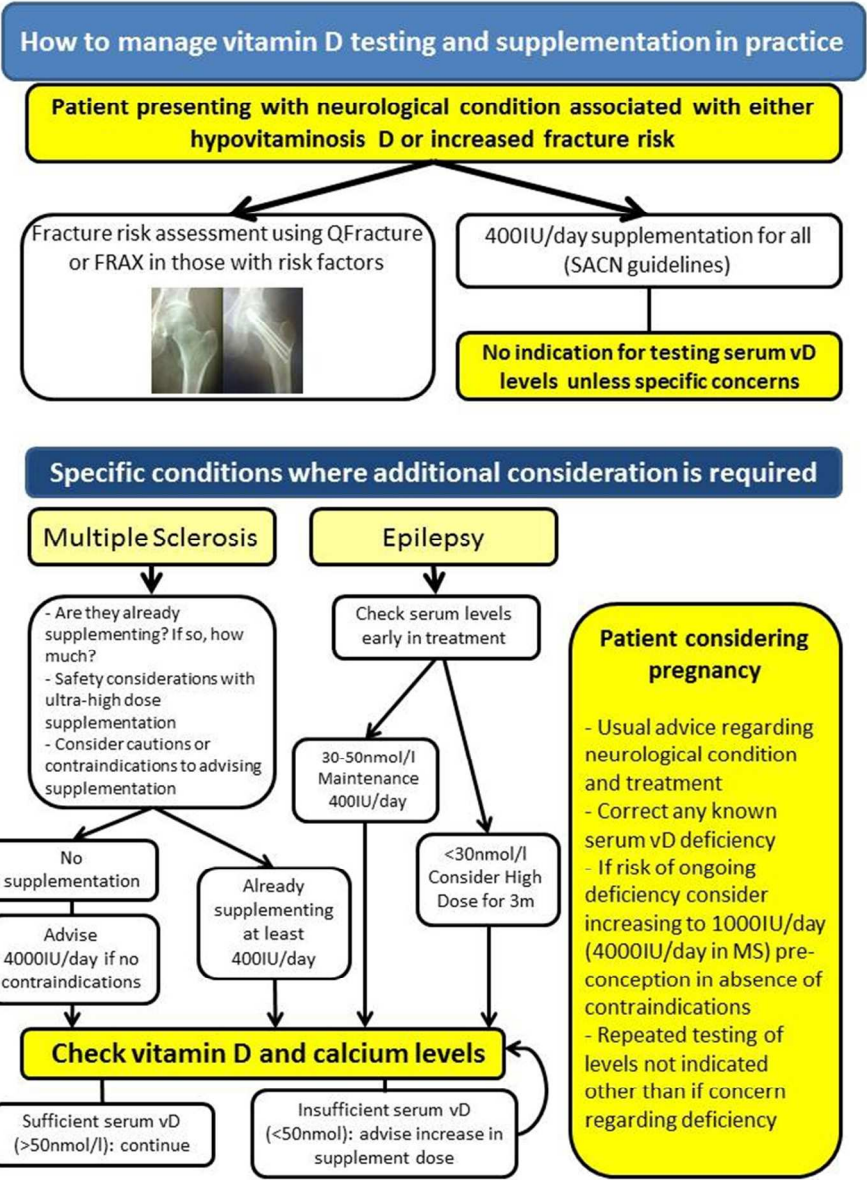 How to manage vitamin D testing and supplementation in practice
Patient presenting with neurological condition associated with either
hypovitaminosis D or increased fracture risk
Fracture risk assessment using QFracture
or FRAX in those with risk factors
400IU/day supplementation for all
(SACN guidelines)
No indication for testing serum vD
levels unless specific concerns
Specific conditions where additional consideration is required
Multiple Sclerosis
- Are they already
supplementing? If so, how
much?
- Safety considerations with
ultra-high dose
supplementation
- Consider cautions or
contraindications to advising
supplementation
No
supplementation
Advise
4000IU/day if no
contraindications
Already
supplementing
at least
400IU/day
Epilepsy
Check serum levels
early in treatment
30-50nmol/l
Maintenance
400IU/day
<30nmol/l
Consider High
Dose for 3m
Check vitamin D and calcium levels
Sufficient serum vD
(>50nmol/l): continue
Insufficient serum vD
(<50nmol): advise increase in
supplement dose
Patient considering
pregnancy
- Usual advice regarding
neurological condition
and treatment
- Correct any known
serum vD deficiency
- If risk of ongoing
deficiency consider
increasing to 1000IU/day
(4000IU/day in MS) pre-
conception in absence of
contraindications
- Repeated testing of
levels not indicated
other than if concern
regarding deficiency